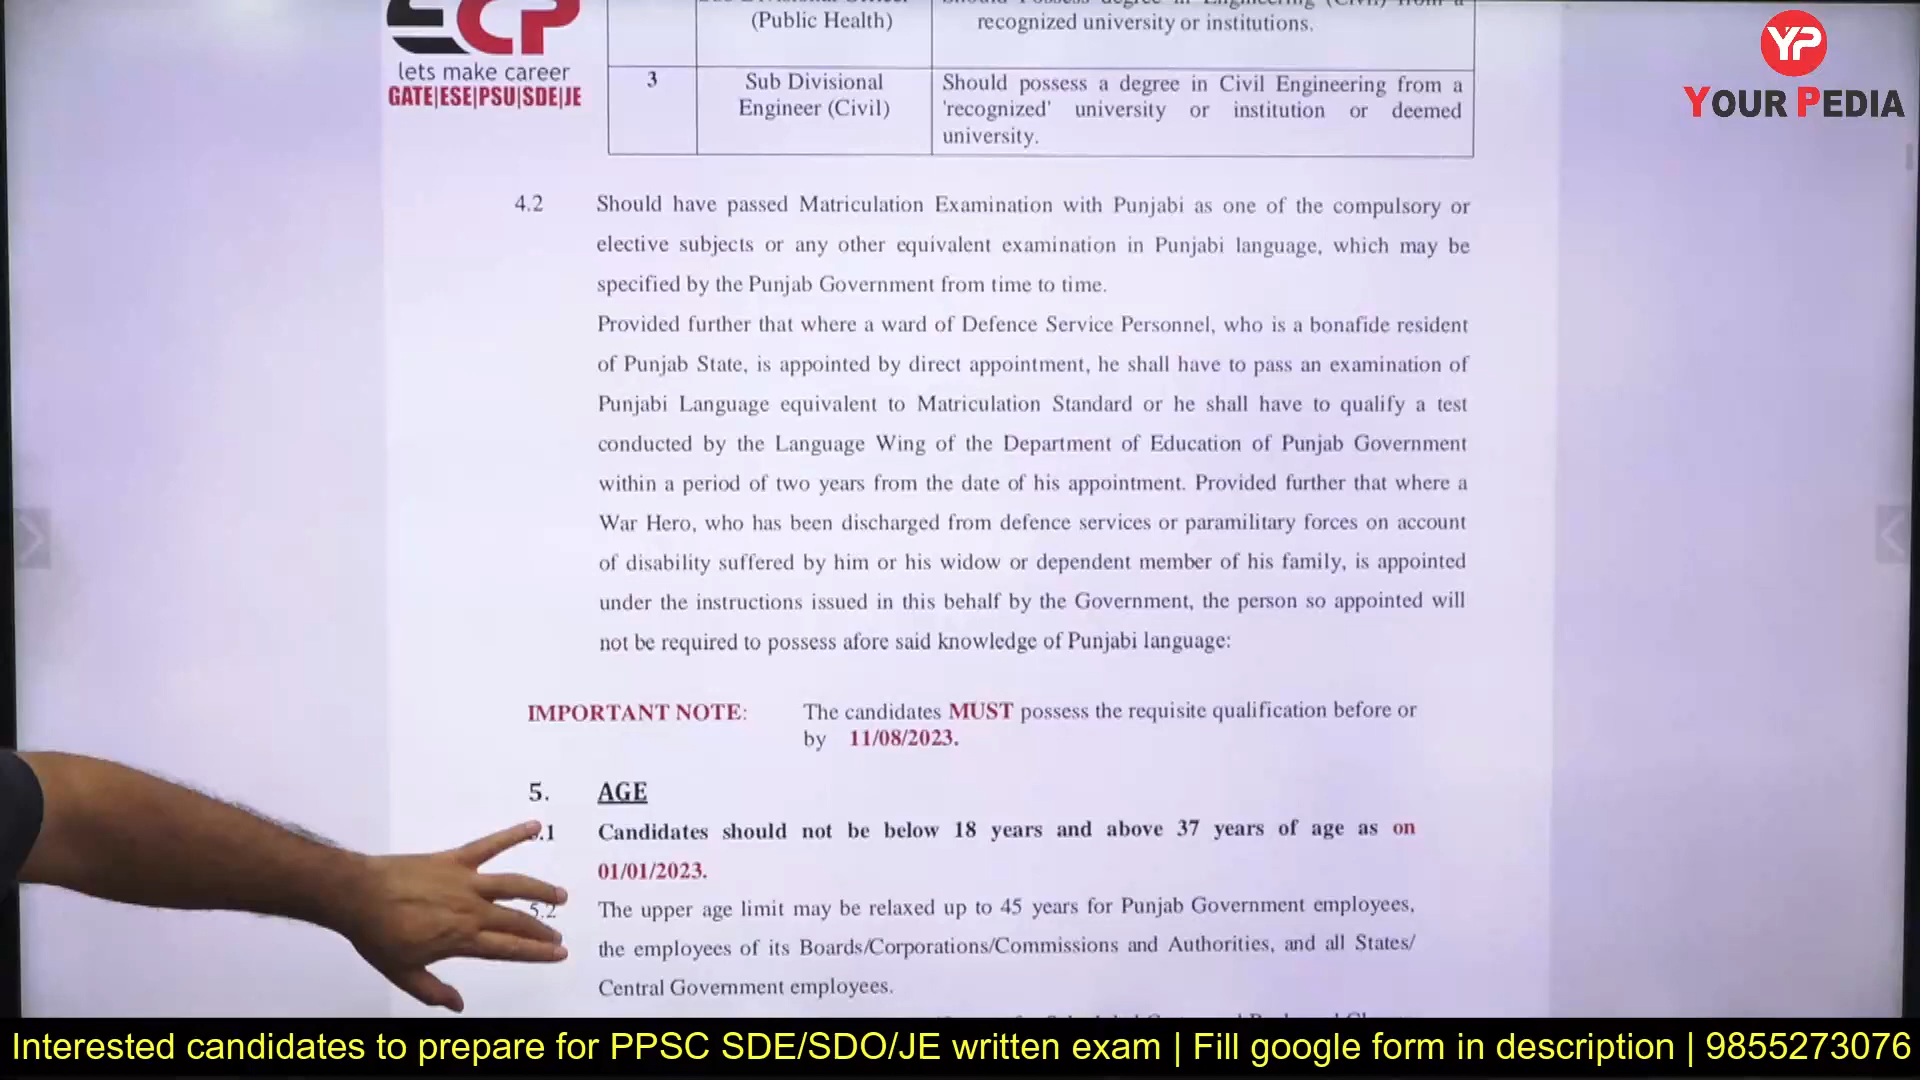 ECP
lets make career
GATE|ESE|PSU|SDE|JE
YP
YOUR PEDIA
(Public Health)
recognized university or institutions.
3
Sub Divisional
Engineer (Civil)
Should possess a degree in Civil Engineering from a
'recognized' university or institution or deemed
university.
4.2 Should have passed Matriculation Examination with Punjabi as one of the compulsory or
elective subjects or any other equivalent examination in Punjabi language, which may be
specified by the Punjab Government from time to time.
Provided further that where a ward of Defence Service Personnel, who is a bonafide resident
of Punjab State, is appointed by direct appointment, he shall have to pass an examination of
Punjabi Language equivalent to Matriculation Standard or he shall have to qualify a test
conducted by the Language Wing of the Department of Education of Punjab Government
within a period of two years from the date of his appointment. Provided further that where a
War Hero, who has been discharged from defence services or paramilitary forces on account
of disability suffered by him or his widow or dependent member of his family, is appointed
under the instructions issued in this behalf by the Government, the person so appointed will
not be required to possess afore said knowledge of Punjabi language:
IMPORTANT NOTE: The candidates MUST possess the requisite qualification before or
by 11/08/2023.
5. AGE
.1 Candidates should not be below 18 years and above 37 years of age as on
01/01/2023.
5.2 The upper age limit may be relaxed up to 45 years for Punjab Government employees,
the employees of its Boards/Corporations/Commissions and Authorities, and all States/
Central Government employees.
Interested candidates to prepare for PPSC SDE/SDO/JE written exam | Fill google form in description | 9855273076